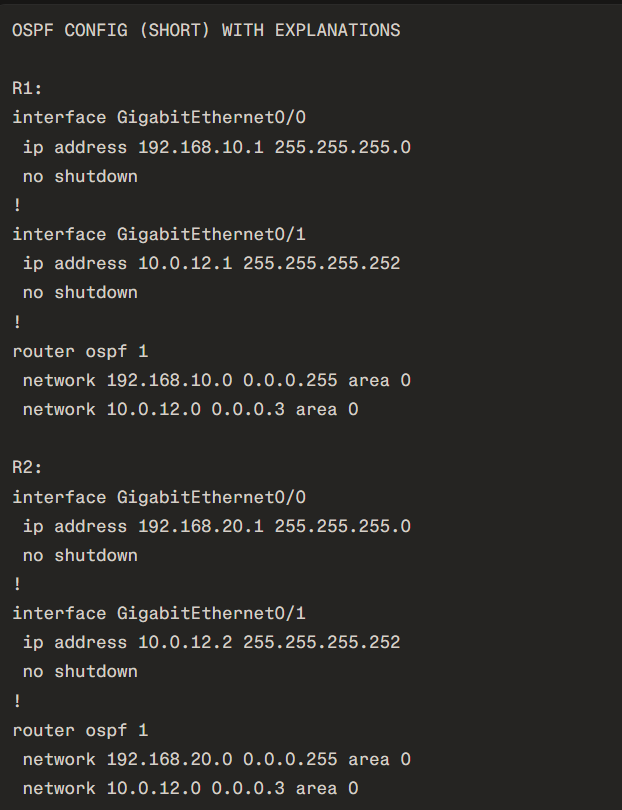 OSPF CONFIG (SHORT) WITH EXPLANATIONS

R1:
interface GigabitEthernet0/0
 ip address 192.168.10.1 255.255.255.0
 no shutdown
!
interface GigabitEthernet0/1
 ip address 10.0.12.1 255.255.255.252
 no shutdown
!
router ospf 1
 network 192.168.10.0 0.0.0.255 area 0
 network 10.0.12.0 0.0.0.3 area 0

R2:
interface GigabitEthernet0/0
 ip address 192.168.20.1 255.255.255.0
 no shutdown
!
interface GigabitEthernet0/1
 ip address 10.0.12.2 255.255.255.252
 no shutdown
!
router ospf 1
 network 192.168.20.0 0.0.0.255 area 0
 network 10.0.12.0 0.0.0.3 area 0